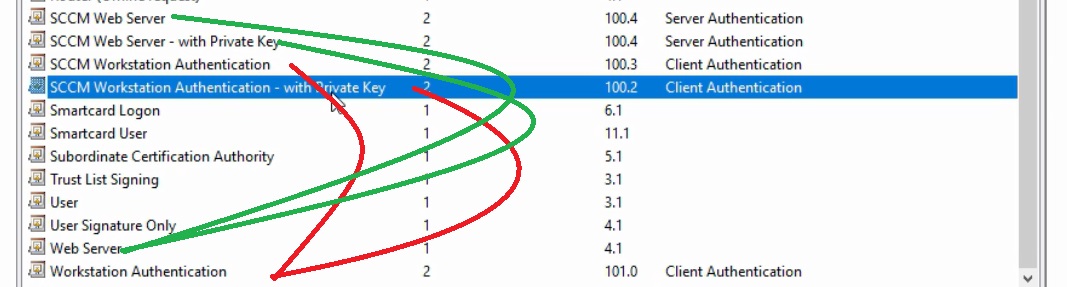 SCCM Web Server 2 100.4 Server Authentication
SCCM Web Server - with Private Key 2 100.4 Server Authentication
SCCM Workstation Authentication 2 100.3 Client Authentication
SCCM Workstation Authentication - with Private Key 2 100.2 Client Authentication
Smartcard Logon 1 6.1
Smartcard User 1 11.1
Subordinate Certification Authority 1 5.1
Trust List Signing 1 3.1
User 1 3.1
User Signature Only 1 4.1
Web Server 1 4.1
Workstation Authentication 2 101.0 Client Authentication